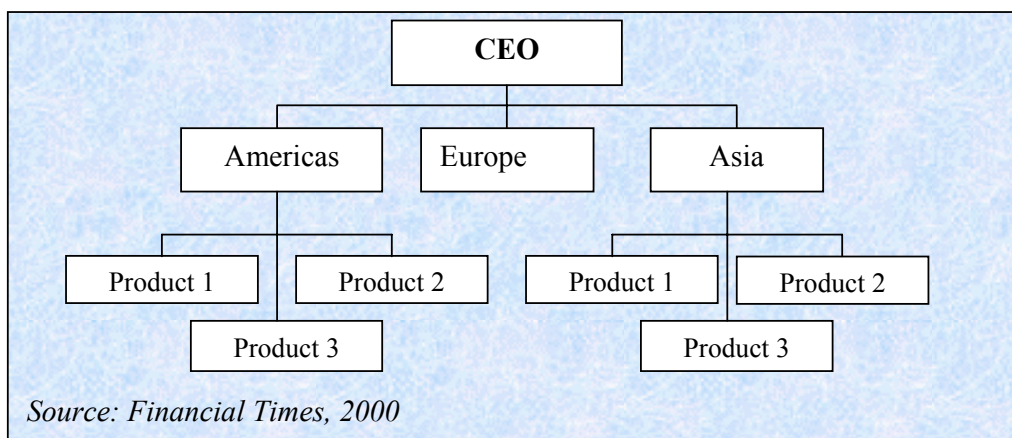 CEO
Americas
Europe
Asia
Product 1
Product 2
Product 1
Product 2
Product 3
Product 3
Source: Financial Times, 2000